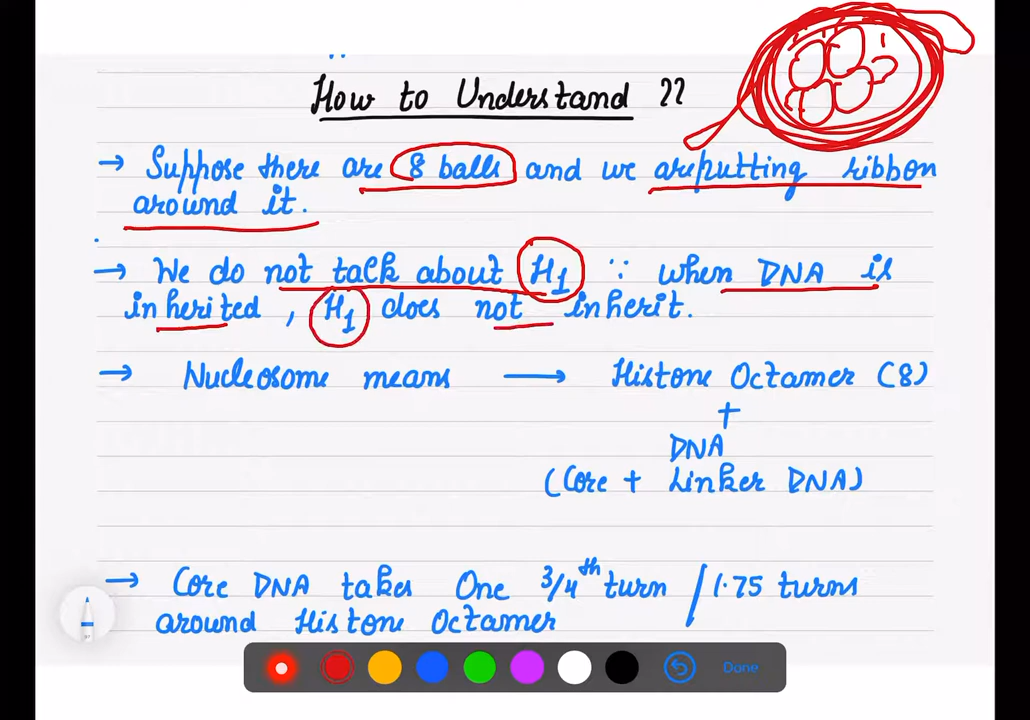 How to Understand ??
→ Suppose there are 8 balls and we are putting ribbon
around it.
→ We do not talk about H1 ∵ when DNA is
inherited, H1 does not inherit.
→ Nucleosome means ⟶ Histone Octamer (8)
+
DNA
(Core + Linker DNA)
→ Core DNA takes One 3/4th turn / 1.75 turns
around Histone Octamer
Done